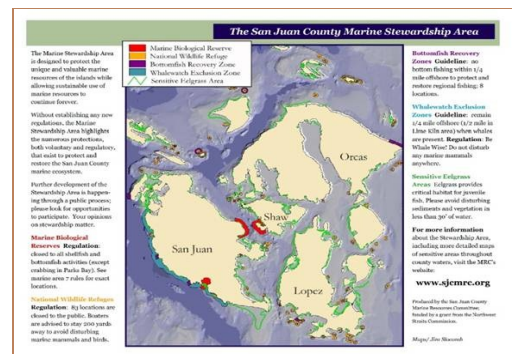 The San Juan County Marine Stewardship Area
The Marine Stewardship Area
is designed to protect the
unique and valuable marine
resources of the islands while
allowing sustainable use of
marine resources to
continue forever.
Without establishing any new
regulations, the Marine
Stewardship Area highlights
the numerous protections,
both voluntary and regulatory,
that exist to protect and
restore the San Juan County
marine ecosystem.
Further development of the
Stewardship Area is happen-
ing through a public process;
please look for opportunities
to participate. Your opinions
on stewardship matter.
Marine Biological
Reserves Regulation:
closed to all shellfish and
bottomfish activities (except
crabbing in Parks Bay). See
marine area 7 rules for exact
locations.
National Wildlife Refuges
Regulation: 83 locations are
closed to the public. Boaters
are advised to stay 200 yards
away to avoid disturbing
marine mammals and birds.
Marine Biological Reserve
National Wildlife Refuge
Bottomfish Recovery Zone
Whalewatch Exclusion Zone
Sensitive Eelgrass Area
Orcas
Shaw
San Juan
Lopez
Bottomfish Recovery
Zones Guideline: no
bottom fishing within 1/4
mile offshore to protect and
restore regional fishing; 8
locations.
Whalewatch Exclusion
Zones Guideline: remain
1/4 mile offshore (1/2 mile in
Lime Kiln area) when whales
are present. Regulation: Be
Whale Wise! Do not disturb
any marine mammals
anywhere.
Sensitive Eelgrass
Areas Eelgrass provides
critical habitat for juvenile
fish. Please avoid disturbing
sediments and vegetation in
less than 30' of water.
For more information
about the Stewardship Area,
including more detailed maps
of sensitive areas throughout
county waters, visit the MRC's
website:
www.sjcmrc.org
Produced by the San Juan County
Marine Resources Committee,
funded by a grant from the Northwest
Straits Commission.
Maps/ Jim Slocomb